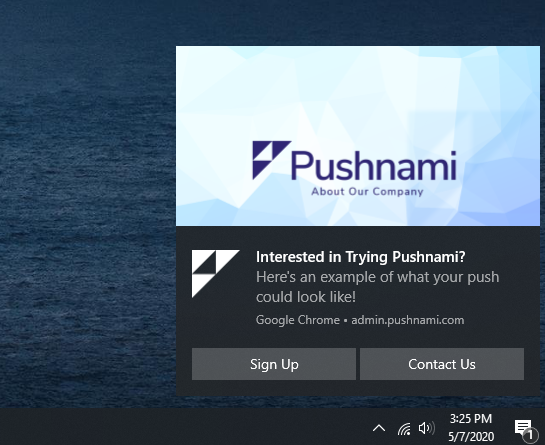 Pushnami
About Our Company
Interested in Trying Pushnami?
Here's an example of what your push
could look like!
Google Chrome • admin.pushnami.com
Sign Up
Contact Us
3:25 PM
5/7/2020
1